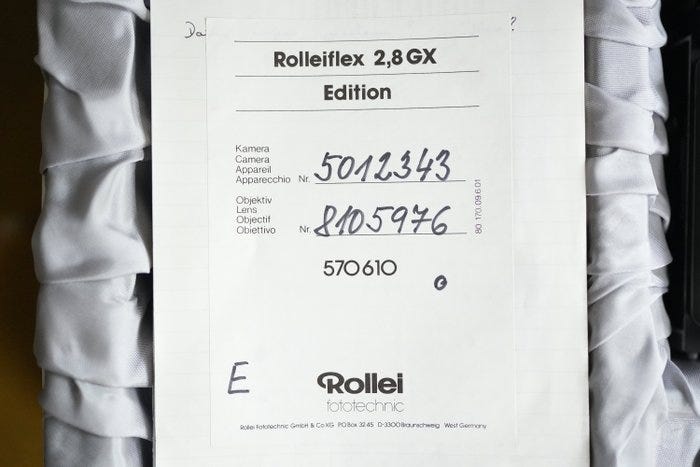 Rolleiflex 2,8 GX
Edition
Kamera
Camera
Appareil
Apparecchio Nr. 5012343
Objektiv
Lens
Objectif
Obiettivo Nr. 8105976
80 170.09.6.01
570610
E
Rollei
fototechnic
Rollei Fototechnic GmbH & Co KG PO Box 32 45 D-3300 Braunschweig West Germany